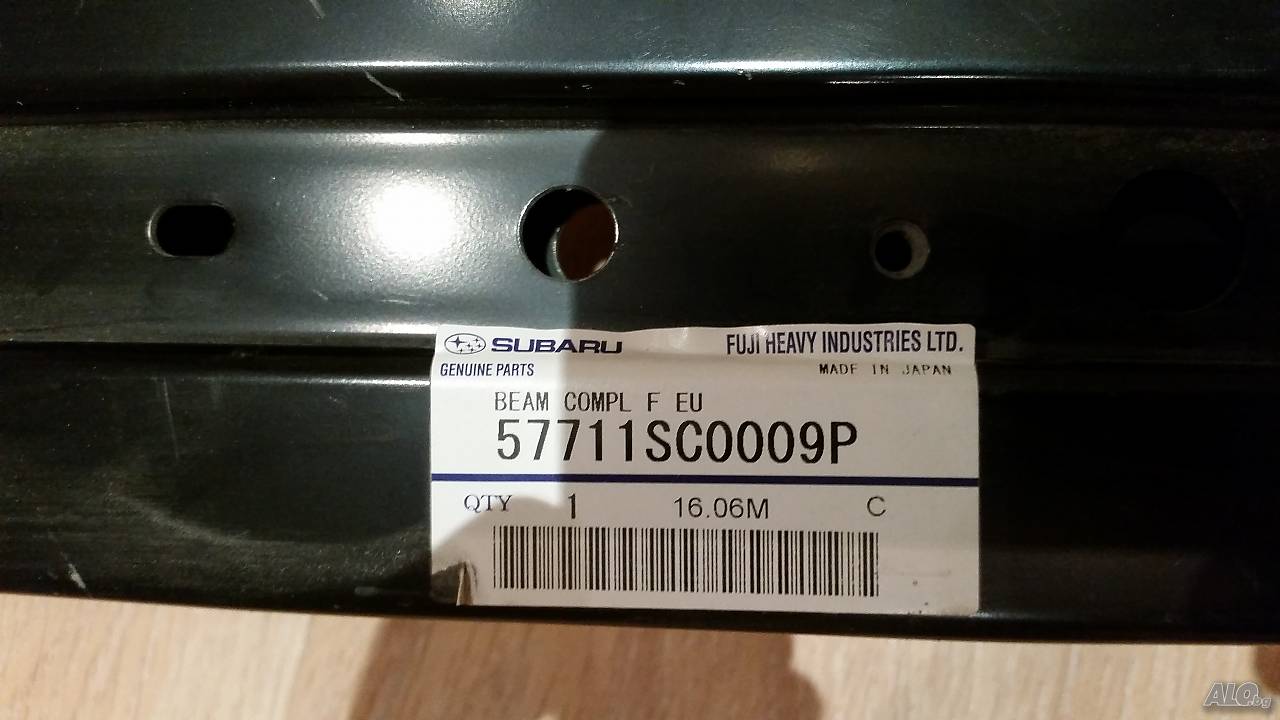 SUBARU FUJI HEAVY INDUSTRIES LTD.
GENUINE PARTS MADE IN JAPAN
BEAM COMPL F EU
57711SC0009P
QTY 1 16.06M C
ALO.bg